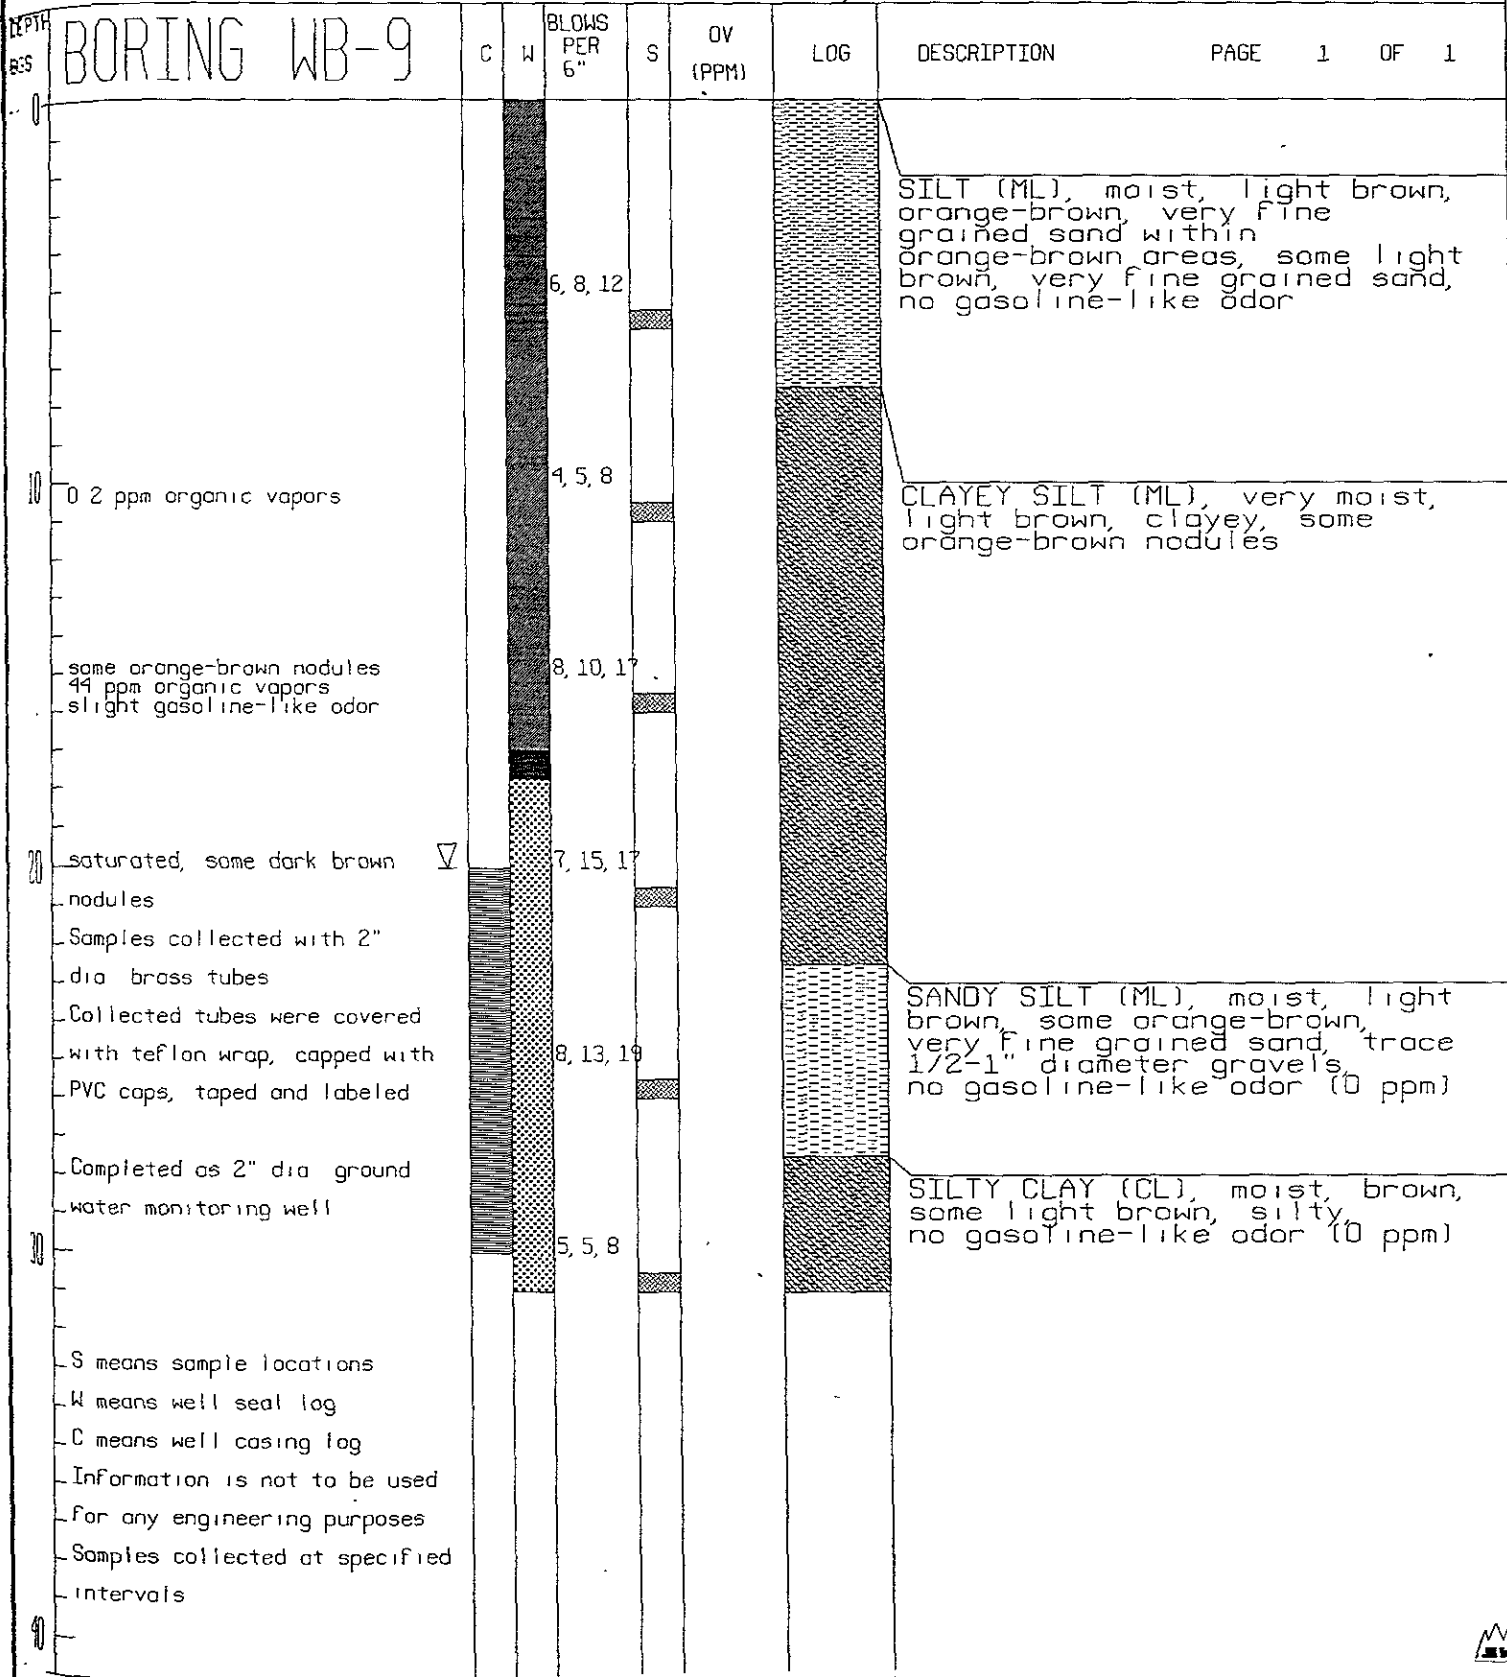 DEPTH
BGS
BORING WB-9
C
W
BLOWS
PER
6"
S
OV
(PPM)
LOG
DESCRIPTION PAGE 1 OF 1
0
SILT (ML), moist, light brown,
orange-brown, very fine
grained sand within
orange-brown areas, some light
brown, very fine grained sand,
no gasoline-like odor
6, 8, 12
4, 5, 8
10
0 2 ppm organic vapors
CLAYEY SILT (ML), very moist,
light brown, clayey, some
orange-brown nodules
some orange-brown nodules
44 ppm organic vapors
slight gasoline-like odor
8, 10, 17
20
saturated, some dark brown
nodules
7, 15, 17
Samples collected with 2"
dia brass tubes
Collected tubes were covered
with teflon wrap, capped with
PVC caps, taped and labeled
8, 13, 19
SANDY SILT (ML), moist, light
brown, some orange-brown,
very fine grained sand, trace
1/2-1" diameter gravels,
no gasoline-like odor (0 ppm)
Completed as 2" dia ground
water monitoring well
SILTY CLAY (CL), moist, brown,
some light brown, silty,
no gasoline-like odor (0 ppm)
30
5, 5, 8
S means sample locations
W means well seal log
C means well casing log
Information is not to be used
for any engineering purposes
Samples collected at specified
intervals
40